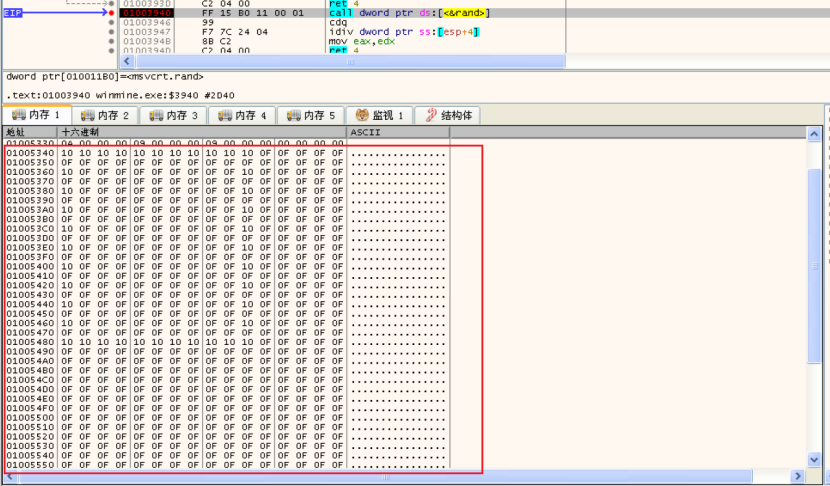 01003930 C2 04 00 ret 4
EIP 01003940 FF 15 B0 11 00 01 call dword ptr ds:[<&rand>]
01003946 99 cdq
01003947 F7 7C 24 04 idiv dword ptr ss:[esp+4]
0100394B 8B C2 mov eax,edx
C2 04 00 ret 4
dword ptr[010011B0]=<msvcrt.rand>
.text:01003940 winmine.exe:$3940 #2D40
内存 1 内存 2 内存 3 内存 4 内存 5 监视 1 结构体
地址 十六进制 ASCII
01005330 0A 00 00 00 09 00 00 00 09 00 00 00 00 00 00 00
01005340 10 10 10 10 10 10 10 10 10 10 10 0F 0F 0F 0F 0F ................
01005350 0F 0F 0F 0F 0F 0F 0F 0F 0F 0F 0F 0F 0F 0F 0F 0F ................
01005360 10 0F 0F 0F 0F 0F 0F 0F 0F 0F 10 0F 0F 0F 0F 0F ................
01005370 0F 0F 0F 0F 0F 0F 0F 0F 0F 0F 0F 0F 0F 0F 0F 0F ................
01005380 10 0F 0F 0F 0F 0F 0F 0F 0F 0F 10 0F 0F 0F 0F 0F ................
01005390 0F 0F 0F 0F 0F 0F 0F 0F 0F 0F 0F 0F 0F 0F 0F 0F ................
010053A0 10 0F 0F 0F 0F 0F 0F 0F 0F 0F 10 0F 0F 0F 0F 0F ................
010053B0 0F 0F 0F 0F 0F 0F 0F 0F 0F 0F 0F 0F 0F 0F 0F 0F ................
010053C0 10 0F 0F 0F 0F 0F 0F 0F 0F 0F 10 0F 0F 0F 0F 0F ................
010053D0 0F 0F 0F 0F 0F 0F 0F 0F 0F 0F 0F 0F 0F 0F 0F 0F ................
010053E0 10 0F 0F 0F 0F 0F 0F 0F 0F 0F 10 0F 0F 0F 0F 0F ................
010053F0 0F 0F 0F 0F 0F 0F 0F 0F 0F 0F 0F 0F 0F 0F 0F 0F ................
01005400 10 0F 0F 0F 0F 0F 0F 0F 0F 0F 10 0F 0F 0F 0F 0F ................
01005410 0F 0F 0F 0F 0F 0F 0F 0F 0F 0F 0F 0F 0F 0F 0F 0F ................
01005420 10 0F 0F 0F 0F 0F 0F 0F 0F 0F 10 0F 0F 0F 0F 0F ................
01005430 0F 0F 0F 0F 0F 0F 0F 0F 0F 0F 0F 0F 0F 0F 0F 0F ................
01005440 10 0F 0F 0F 0F 0F 0F 0F 0F 0F 10 0F 0F 0F 0F 0F ................
01005450 0F 0F 0F 0F 0F 0F 0F 0F 0F 0F 0F 0F 0F 0F 0F 0F ................
01005460 10 0F 0F 0F 0F 0F 0F 0F 0F 0F 10 0F 0F 0F 0F 0F ................
01005470 0F 0F 0F 0F 0F 0F 0F 0F 0F 0F 0F 0F 0F 0F 0F 0F ................
01005480 10 10 10 10 10 10 10 10 10 10 10 0F 0F 0F 0F 0F ................
01005490 0F 0F 0F 0F 0F 0F 0F 0F 0F 0F 0F 0F 0F 0F 0F 0F ................
010054A0 0F 0F 0F 0F 0F 0F 0F 0F 0F 0F 0F 0F 0F 0F 0F 0F ................
010054B0 0F 0F 0F 0F 0F 0F 0F 0F 0F 0F 0F 0F 0F 0F 0F 0F ................
010054C0 0F 0F 0F 0F 0F 0F 0F 0F 0F 0F 0F 0F 0F 0F 0F 0F ................
010054D0 0F 0F 0F 0F 0F 0F 0F 0F 0F 0F 0F 0F 0F 0F 0F 0F ................
010054E0 0F 0F 0F 0F 0F 0F 0F 0F 0F 0F 0F 0F 0F 0F 0F 0F ................
010054F0 0F 0F 0F 0F 0F 0F 0F 0F 0F 0F 0F 0F 0F 0F 0F 0F ................
01005500 0F 0F 0F 0F 0F 0F 0F 0F 0F 0F 0F 0F 0F 0F 0F 0F ................
01005510 0F 0F 0F 0F 0F 0F 0F 0F 0F 0F 0F 0F 0F 0F 0F 0F ................
01005520 0F 0F 0F 0F 0F 0F 0F 0F 0F 0F 0F 0F 0F 0F 0F 0F ................
01005530 0F 0F 0F 0F 0F 0F 0F 0F 0F 0F 0F 0F 0F 0F 0F 0F ................
01005540 0F 0F 0F 0F 0F 0F 0F 0F 0F 0F 0F 0F 0F 0F 0F 0F ................
01005550 0F 0F 0F 0F 0F 0F 0F 0F 0F 0F 0F 0F 0F 0F 0F 0F ................